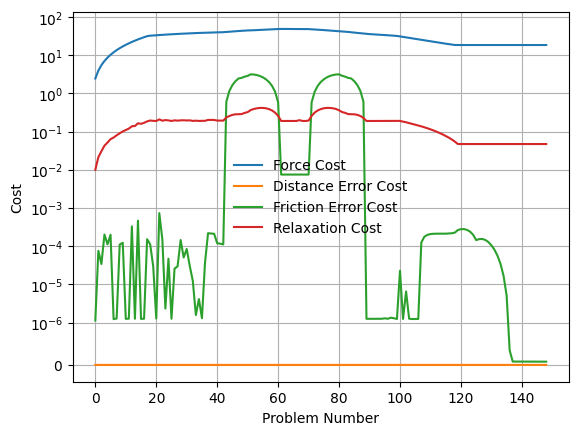 10²
10¹
10⁰
10⁻¹
10⁻²
10⁻³
10⁻⁴
10⁻⁵
10⁻⁶
0
Cost
Force Cost
Distance Error Cost
Friction Error Cost
Relaxation Cost
0 20 40 60 80 100 120 140
Problem Number